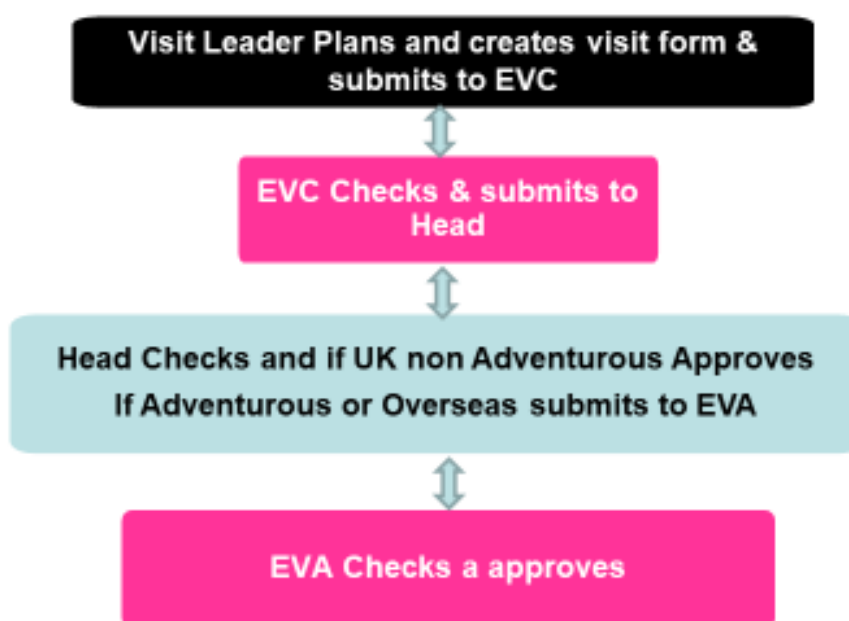 Visit Leader Plans and creates visit form &
submits to EVC
EVC Checks & submits to
Head
Head Checks and if UK non Adventurous Approves
If Adventurous or Overseas submits to EVA
EVA Checks a approves